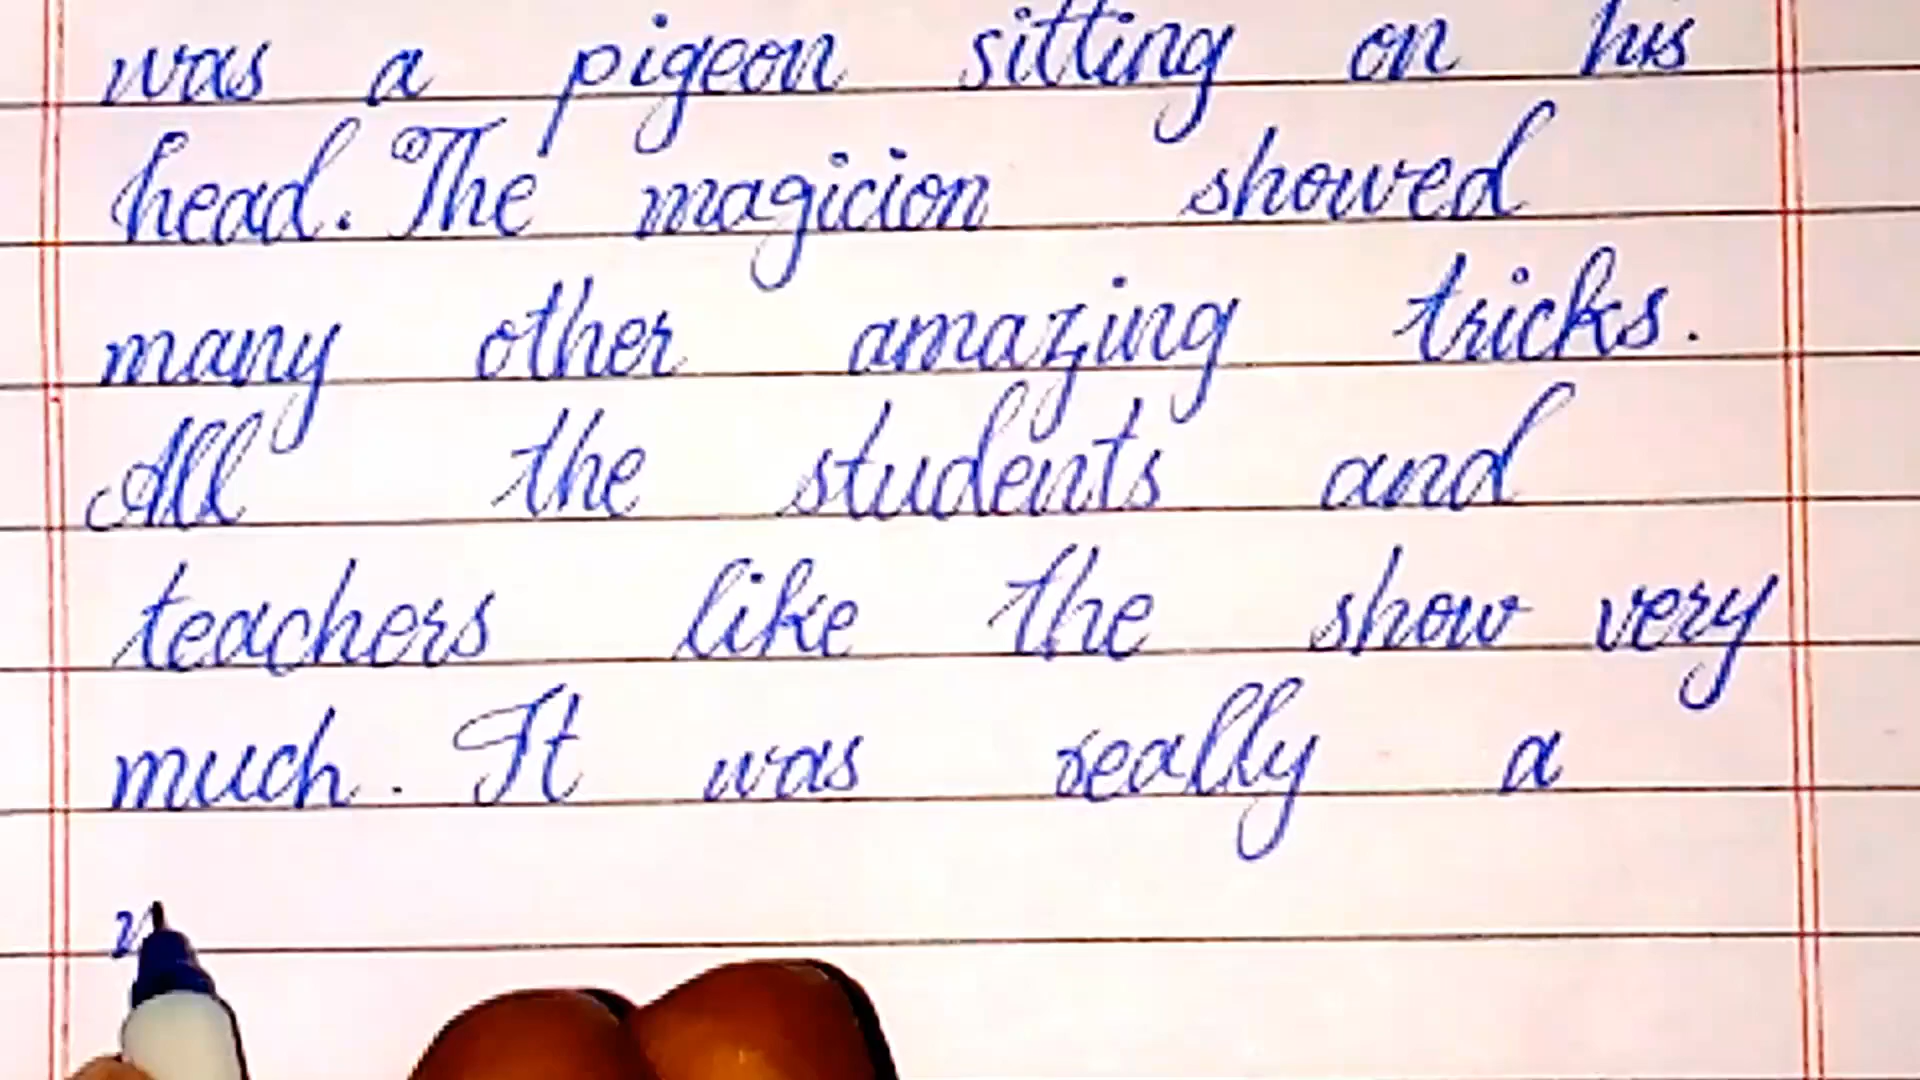 was a pigeon sitting on his
head. The magicion showed
many other amazing tricks.
All the students and
teachers like the show very
much. It was really a